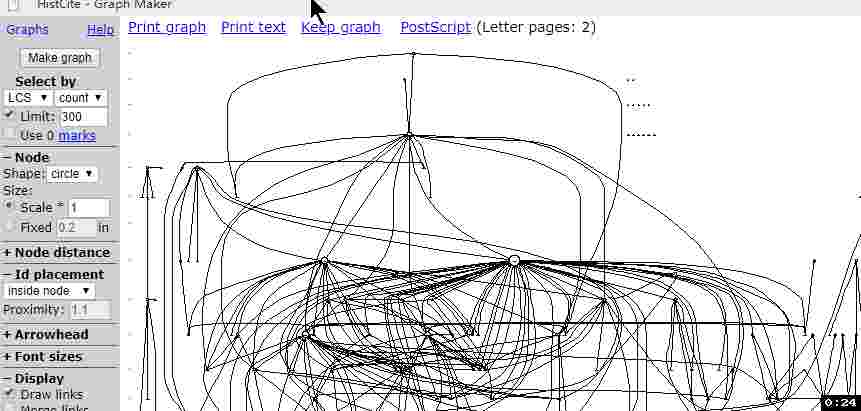 HistCite - Graph Maker
Graphs Help
Print graph Print text Keep graph PostScript (Letter pages: 2)
Make graph
Select by
LCS count
Limit: 300
Use 0 marks
− Node
Shape: circle
Size:
Scale * 1
Fixed 0.2 in
+ Node distance
− Id placement
inside node
Proximity: 1.1
+ Arrowhead
+ Font sizes
− Display
Draw links
Merge links
0:24